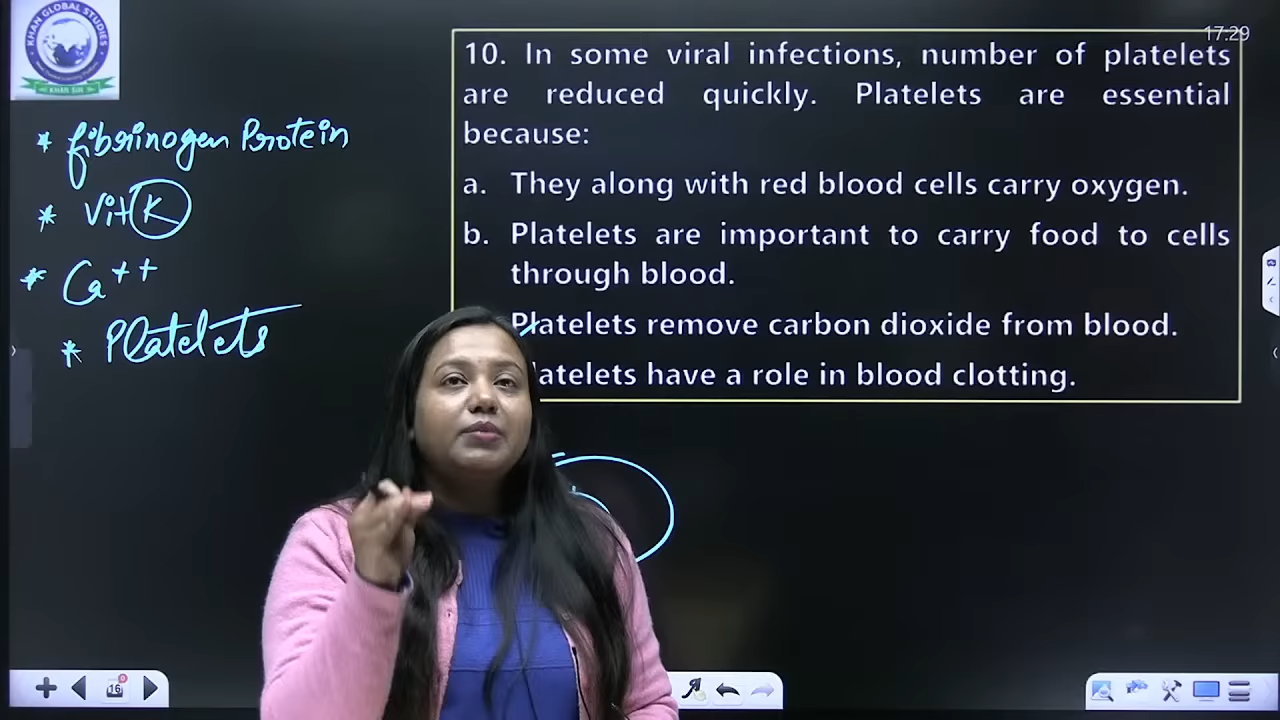 KHAN GLOBAL STUDIES
KHAN SIR
17:29
* fibrinogen Protein
* Vit K
* Ca++
* Platelets
10. In some viral infections, number of platelets
are reduced quickly. Platelets are essential
because:
a. They along with red blood cells carry oxygen.
b. Platelets are important to carry food to cells
through blood.
Platelets remove carbon dioxide from blood.
latelets have a role in blood clotting.
16